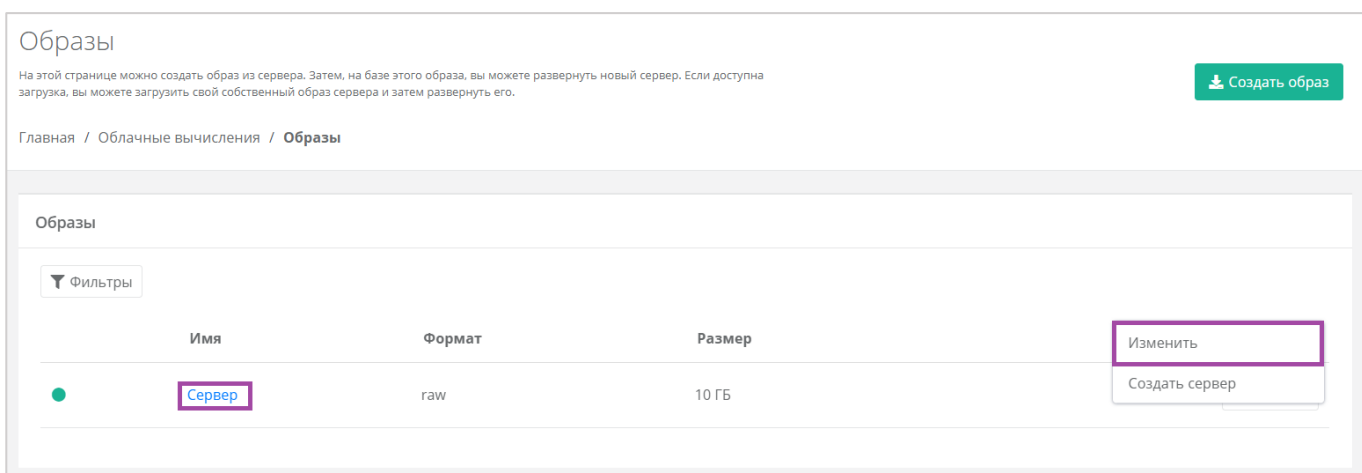 Образы
На этой странице можно создать образ из сервера. Затем, на базе этого образа, вы можете развернуть новый сервер. Если доступна
загрузка, вы можете загрузить свой собственный образ сервера и затем развернуть его.
Создать образ
Главная / Облачные вычисления / Образы
Образы
Фильтры
Имя Формат Размер
Изменить
Создать сервер
Сервер raw 10 ГБ